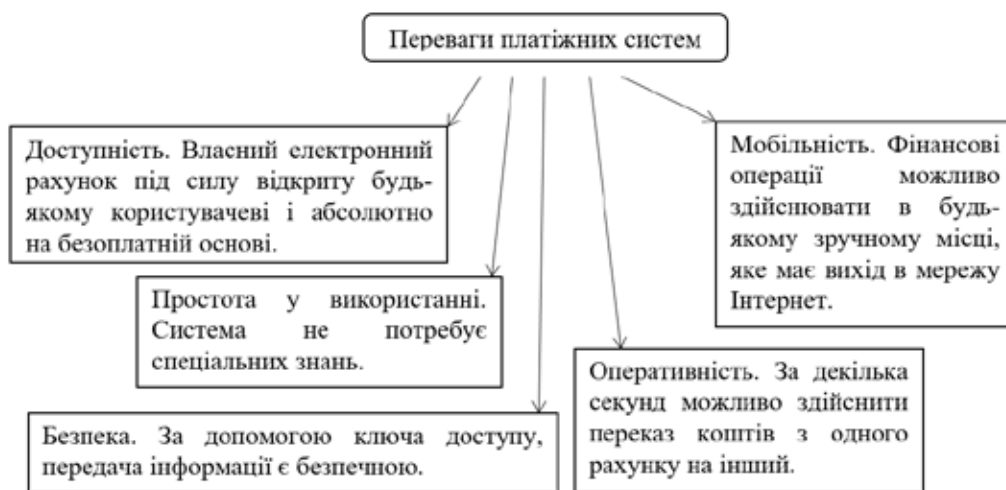 Переваги платіжних систем
Доступність. Власний електронний
рахунок під силу відкриту будь-
якому користувачеві і абсолютно
на безоплатній основі.
Простота у використанні.
Система не потребує
спеціальних знань.
Безпека. За допомогою ключа доступу,
передача інформації є безпечною.
Оперативність. За декілька
секунд можливо здійснити
переказ коштів з одного
рахунку на інший.
Мобільність. Фінансові
операції можливо
здійснювати в будь-
якому зручному місці,
яке має вихід в мережу
Інтернет.